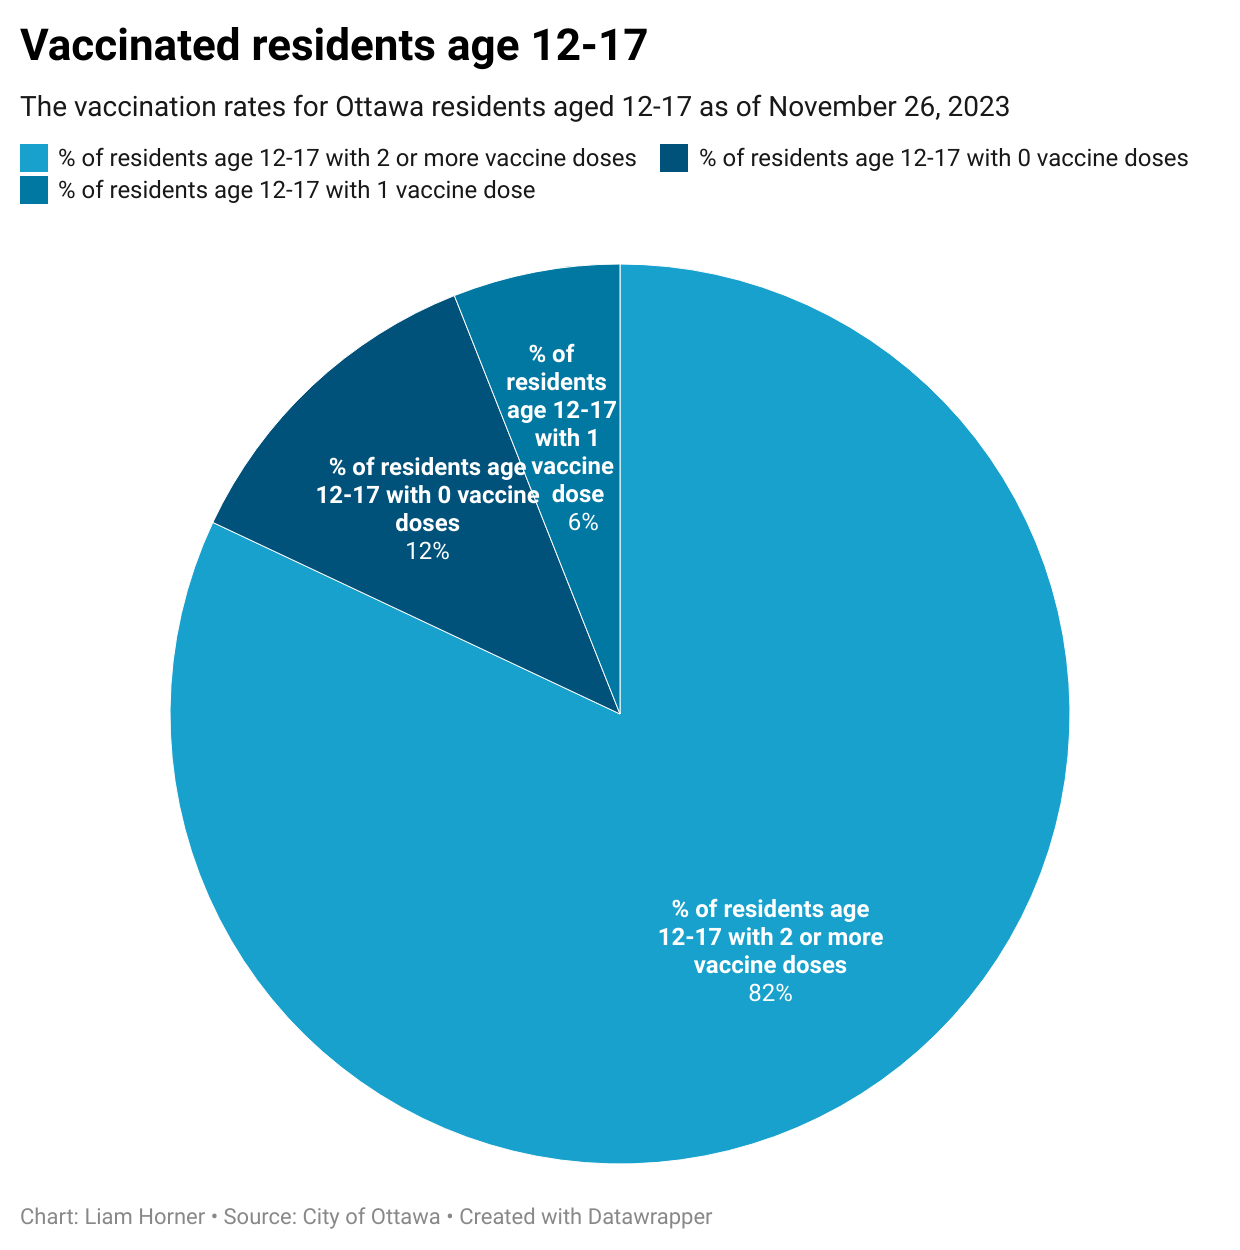 Vaccinated residents age 12-17
The vaccination rates for Ottawa residents aged 12-17 as of November 26, 2023
% of residents age 12-17 with 2 or more vaccine doses
% of residents age 12-17 with 0 vaccine doses
% of residents age 12-17 with 1 vaccine dose
% of
residents
age 12-17
with 1
vaccine
dose
6%
% of residents age
12-17 with 0 vaccine
doses
12%
% of residents age
12-17 with 2 or more
vaccine doses
82%
Chart: Liam Horner • Source: City of Ottawa • Created with Datawrapper